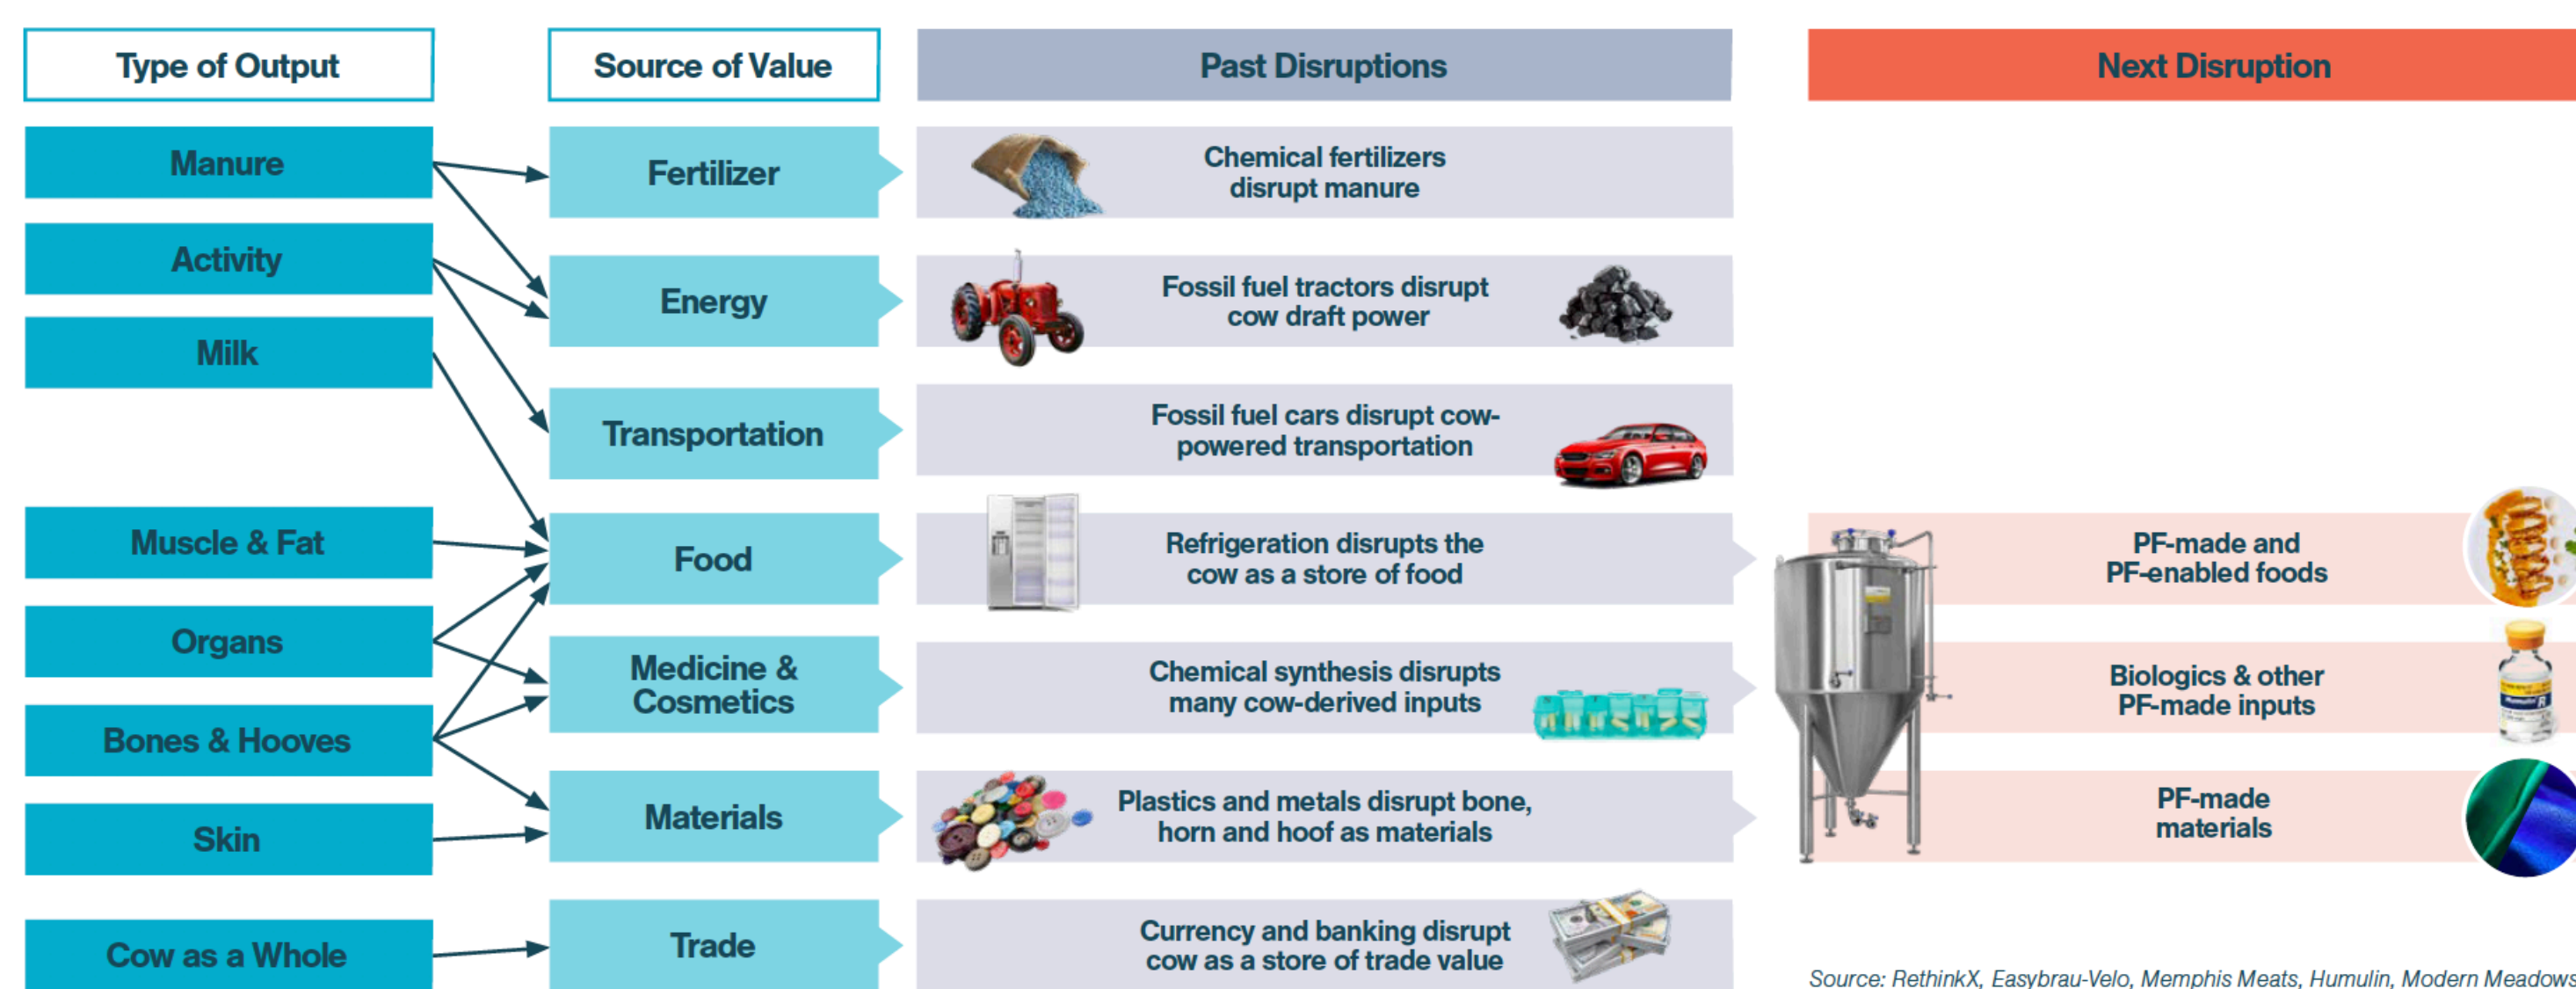 Type of Output
Source of Value
Past Disruptions
Next Disruption
Manure
Activity
Milk
Muscle & Fat
Organs
Bones & Hooves
Skin
Cow as a Whole
Fertilizer
Energy
Transportation
Food
Medicine &
Cosmetics
Materials
Trade
Chemical fertilizers
disrupt manure
Fossil fuel tractors disrupt
cow draft power
Fossil fuel cars disrupt cow-
powered transportation
Refrigeration disrupts the
cow as a store of food
Chemical synthesis disrupts
many cow-derived inputs
Plastics and metals disrupt bone,
horn and hoof as materials
Currency and banking disrupt
cow as a store of trade value
PF-made and
PF-enabled foods
Biologics & other
PF-made inputs
Humulin R
PF-made
materials
Source: RethinkX, Easybrau-Velo, Memphis Meats, Humulin, Modern Meadows